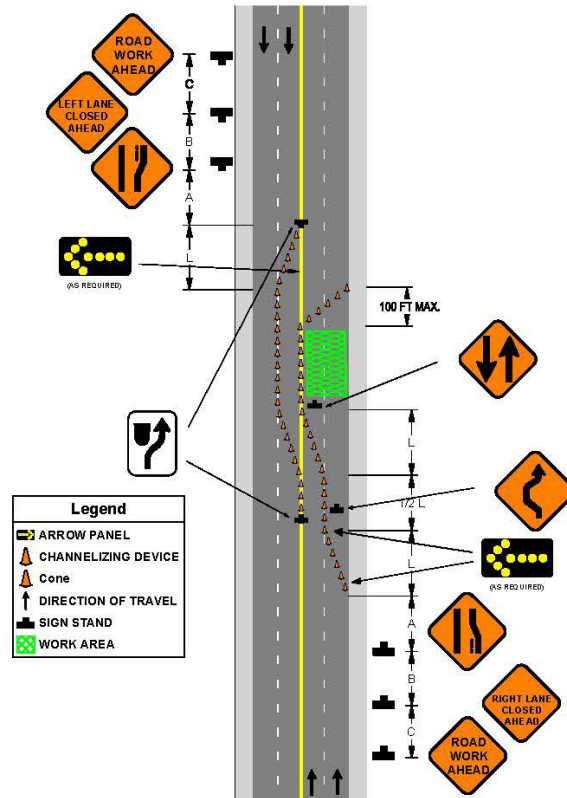 ROAD
WORK
AHEAD
C
LEFT LANE
CLOSED
AHEAD
B
A
L
(AS REQUIRED)
100 FT MAX.
L
1/2 L
L
(AS REQUIRED)
Legend
ARROW PANEL
CHANNELIZING DEVICE
Cone
DIRECTION OF TRAVEL
SIGN STAND
WORK AREA
A
B
RIGHT LANE
CLOSED
AHEAD
C
ROAD
WORK
AHEAD